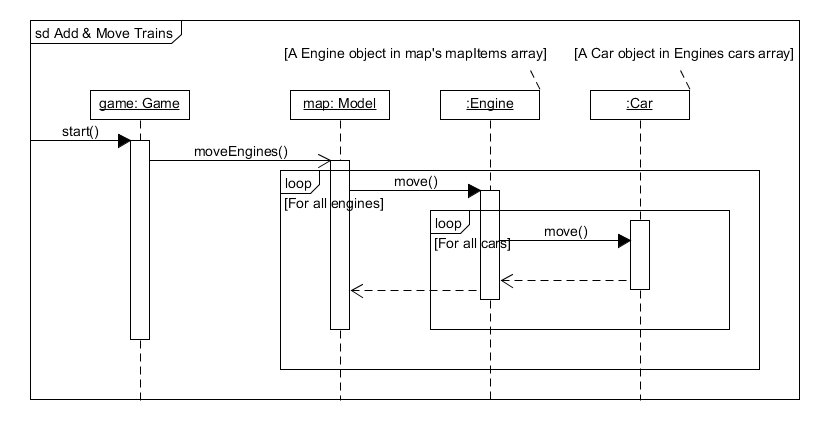 sd Add & Move Trains
[A Engine object in map's mapItems array]
[A Car object in Engines cars array]
game: Game
map: Model
:Engine
:Car
start()
moveEngines()
loop
move()
[For all engines]
loop
move()
[For all cars]